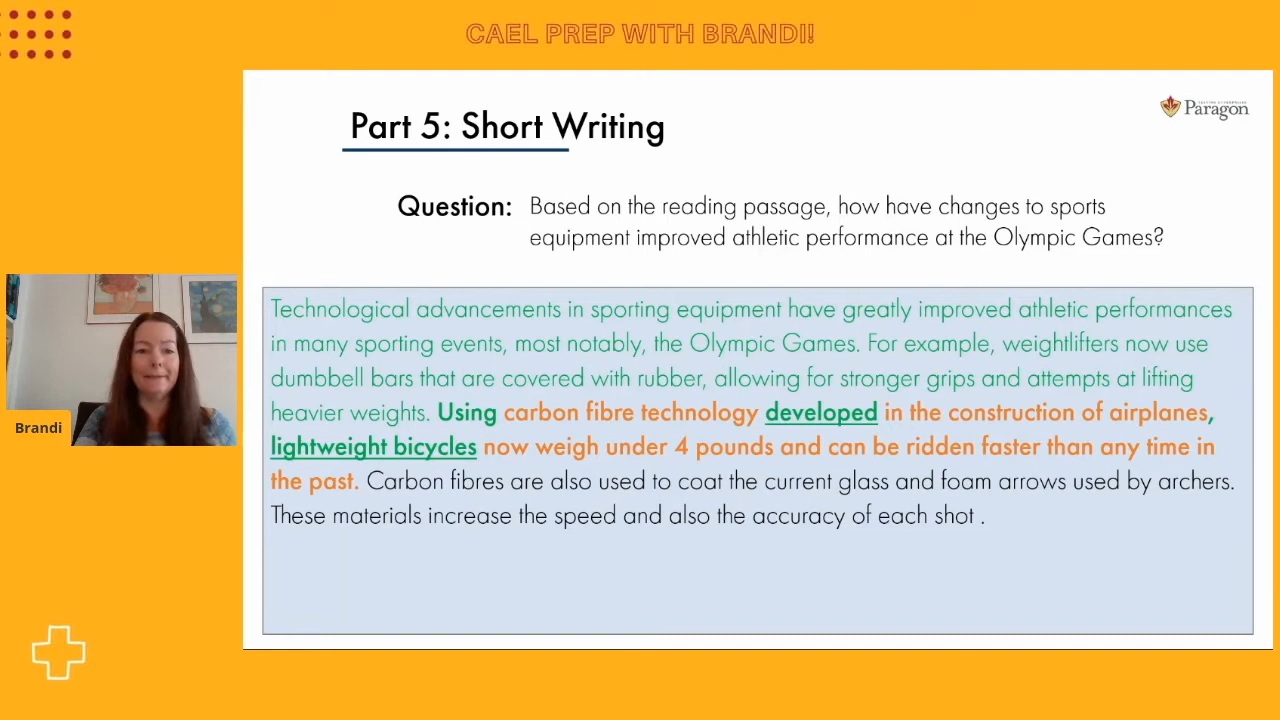 CAEL PREP WITH BRANDI!
Paragon
Part 5: Short Writing
Question: Based on the reading passage, how have changes to sports
equipment improved athletic performance at the Olympic Games?
Technological advancements in sporting equipment have greatly improved athletic performances
in many sporting events, most notably, the Olympic Games. For example, weightlifters now use
dumbbell bars that are covered with rubber, allowing for stronger grips and attempts at lifting
heavier weights. Using carbon fibre technology developed in the construction of airplanes,
lightweight bicycles now weigh under 4 pounds and can be ridden faster than any time in
the past. Carbon fibres are also used to coat the current glass and foam arrows used by archers.
These materials increase the speed and also the accuracy of each shot .
Brandi